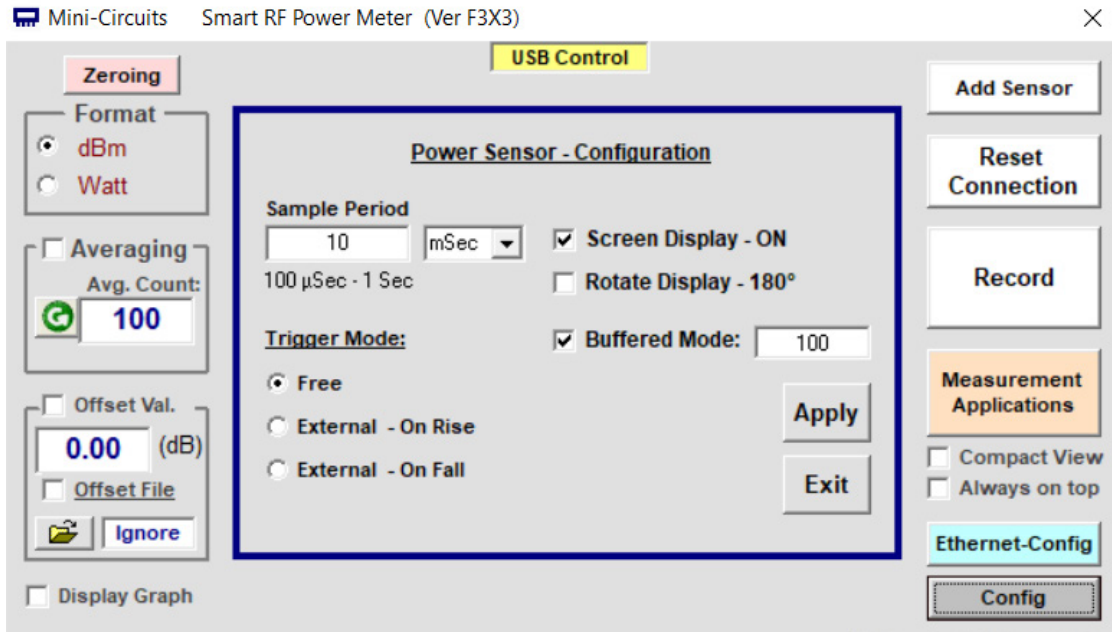 Mini-Circuits Smart RF Power Meter (Ver F3X3)
USB Control
Zeroing
Format
dBm
Watt
Averaging
Avg. Count:
100
Offset Val.
0.00 (dB)
Offset File
Ignore
Display Graph
Power Sensor - Configuration
Sample Period
10 mSec
100 µSec - 1 Sec
Trigger Mode:
Free
External - On Rise
External - On Fall
Screen Display - ON
Rotate Display - 180°
Buffered Mode: 100
Apply
Exit
Add Sensor
Reset
Connection
Record
Measurement
Applications
Compact View
Always on top
Ethernet-Config
Config